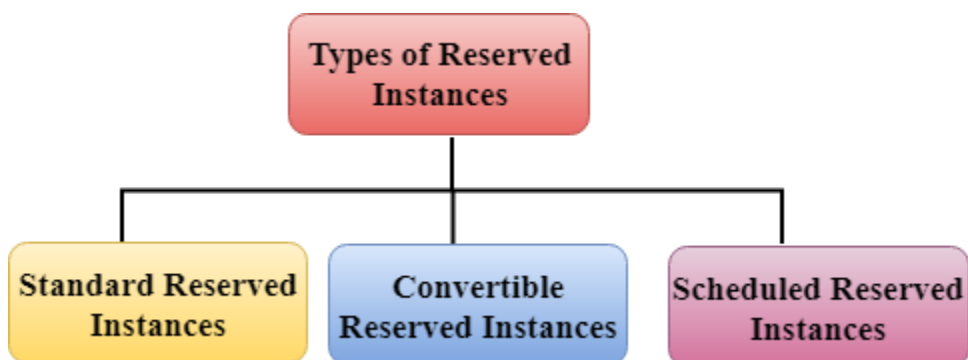 Types of Reserved
Instances
Standard Reserved
Instances
Convertible
Reserved Instances
Scheduled Reserved
Instances